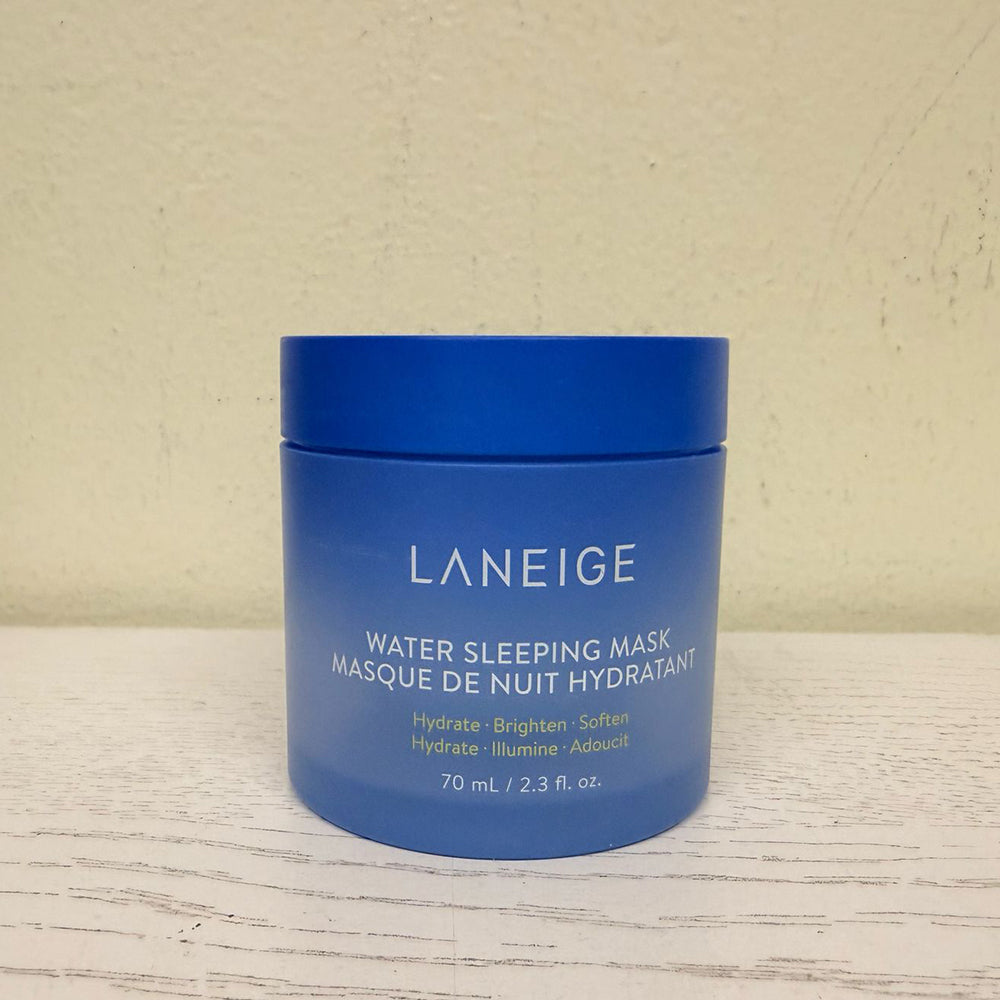 LANEIGE
WATER SLEEPING MASK
MASQUE DE NUIT HYDRATANT
Hydrate · Brighten · Soften
Hydrate · Illumine · Adoucit
70 mL / 2.3 fl. oz.